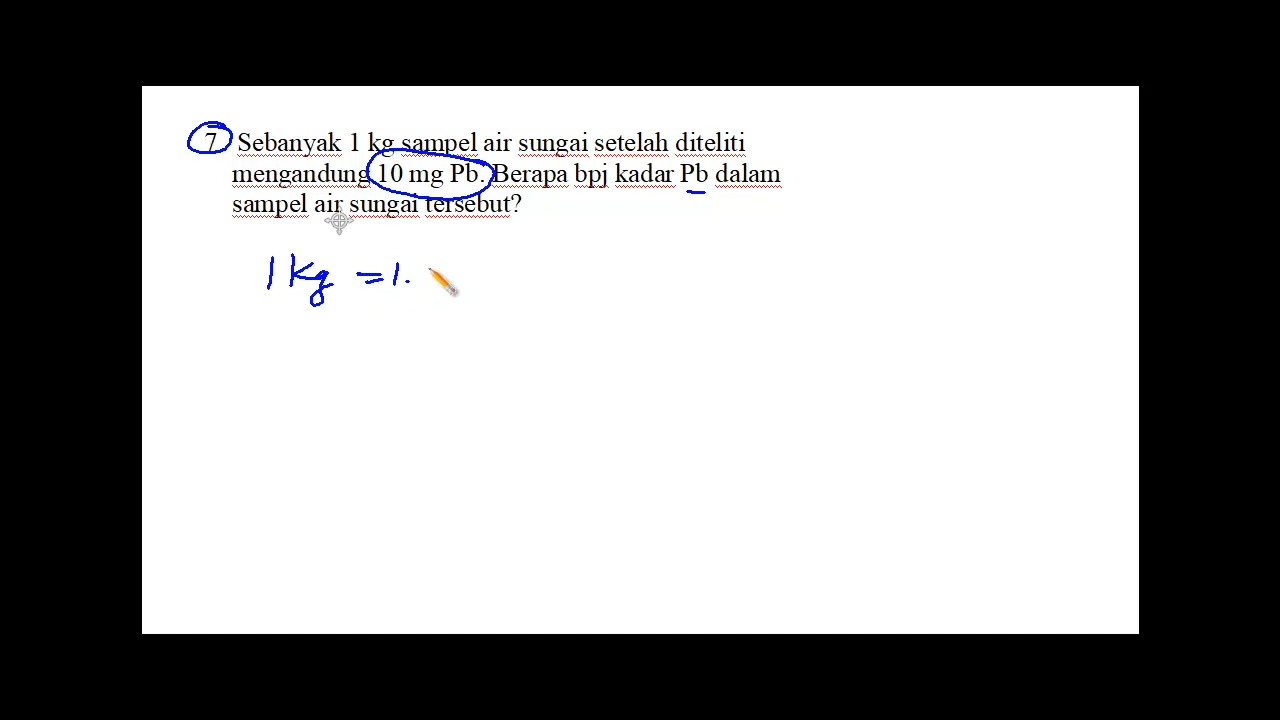 7 Sebanyak 1 kg sampel air sungai setelah diteliti
mengandung 10 mg Pb. Berapa bpj kadar Pb dalam
sampel air sungai tersebut?
1 kg = 1.